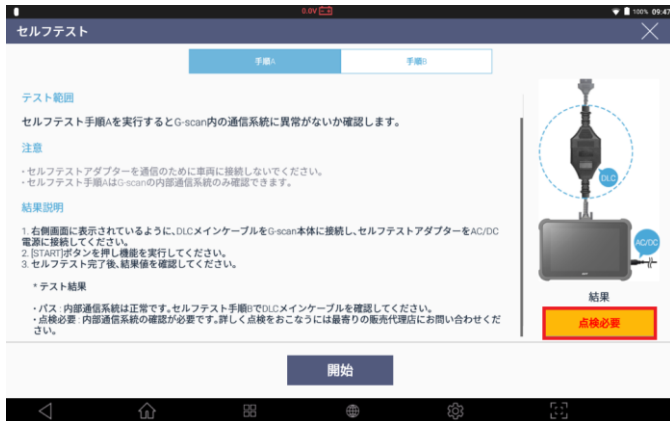 0.0V
100% 09:47
セルフテスト
手順A
手順B
テスト範囲
セルフテスト手順Aを実行するとG-scan内の通信系統に異常がないか確認します。
注意
・セルフテストアダプターを通信のために車両に接続しないでください。
・セルフテスト手順AはG-scanの内部通信系統のみ確認できます。
結果説明
1. 右側画面に表示されているように、DLCメインケーブルをG-scan本体に接続し、セルフテストアダプターをAC/DC
電源に接続してください。
2. [START]ボタンを押し機能を実行してください。
3. セルフテスト完了後、結果値を確認してください。
* テスト結果
・パス : 内部通信系統は正常です。セルフテスト手順BでDLCメインケーブルを確認してください。
・点検必要 : 内部通信系統の確認が必要です。詳しく点検をおこなうには最寄りの販売代理店にお問い合わせくだ
さい。
DLC
AC/DC
結果
点検必要
開始